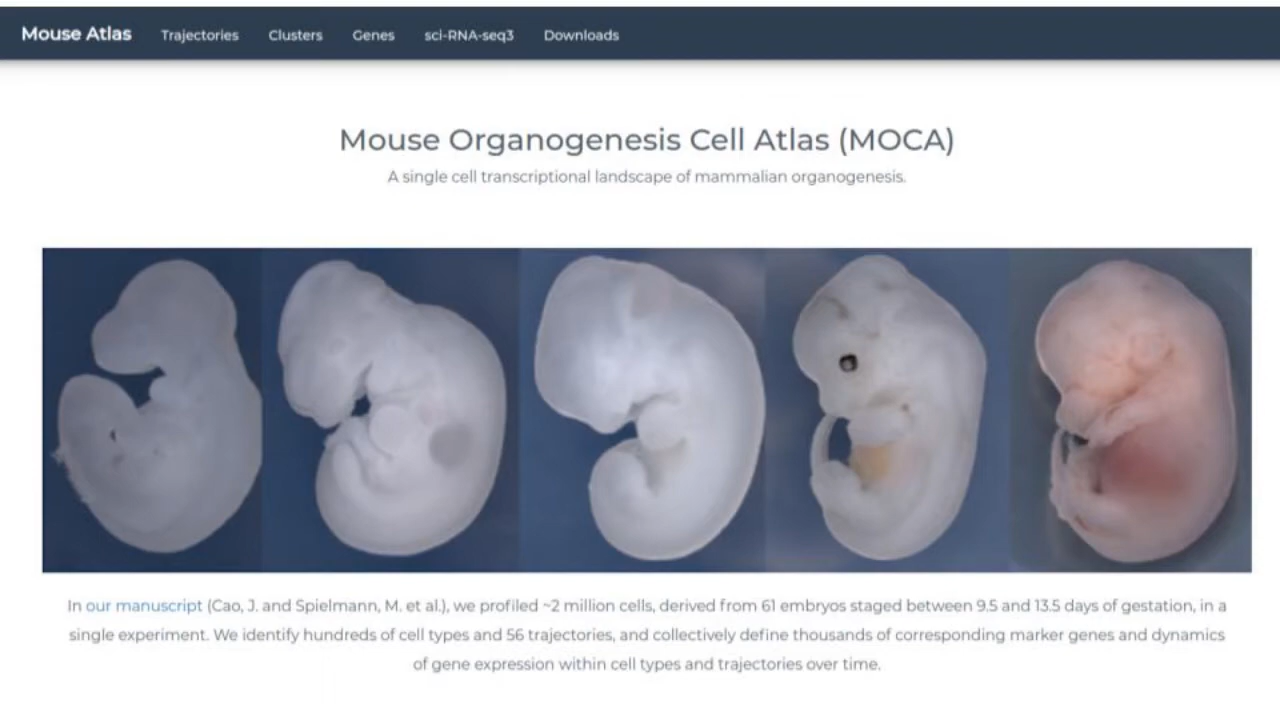 Mouse Atlas Trajectories Clusters Genes sci-RNA-seq3 Downloads
Mouse Organogenesis Cell Atlas (MOCA)
A single cell transcriptional landscape of mammalian organogenesis.
In our manuscript (Cao, J. and Spielmann, M. et al.), we profiled ~2 million cells, derived from 61 embryos staged between 9.5 and 13.5 days of gestation, in a
single experiment. We identify hundreds of cell types and 56 trajectories, and collectively define thousands of corresponding marker genes and dynamics
of gene expression within cell types and trajectories over time.